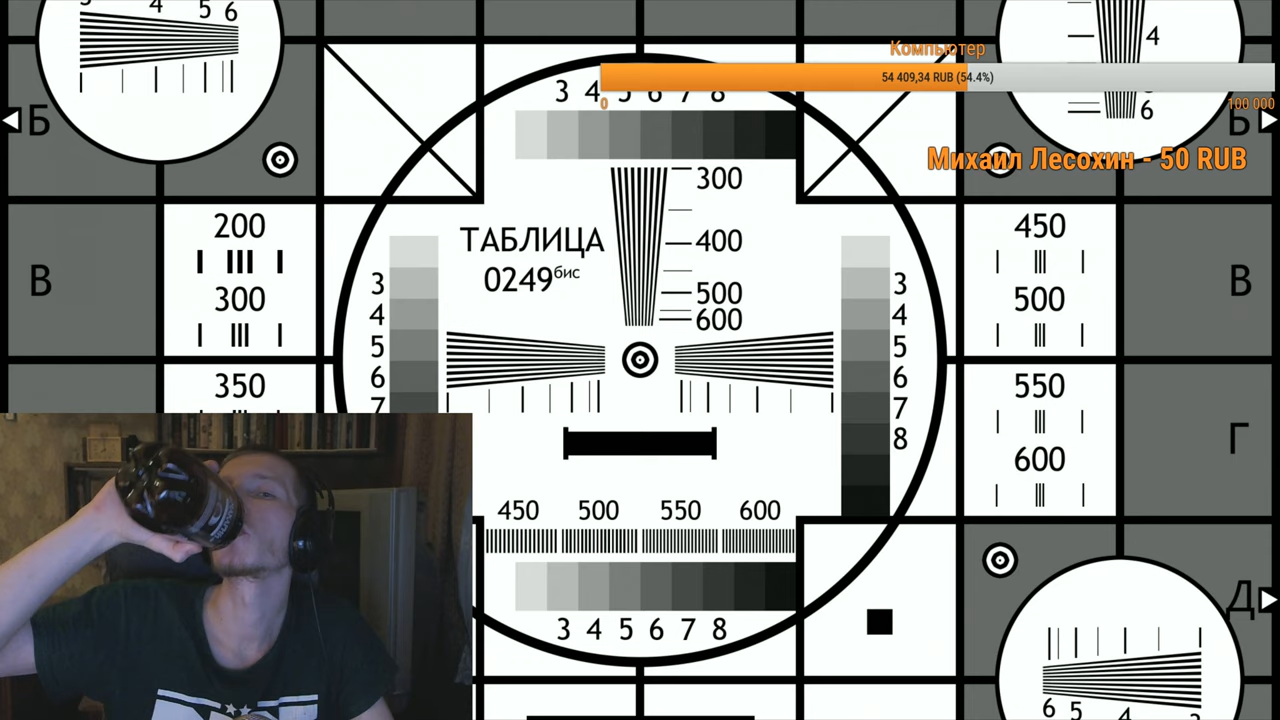 3 4 5 6
4
6
Компьютер
54 409,34 RUB (54.4%)
0
100 000
Михаил Лесохин - 50 RUB
Б
Б
3 4 5 6 7 8
300
400
500
600
ТАБЛИЦА
0249бис
В
200
300
350
3
4
5
6
7
3
4
5
6
7
8
450
500
550
600
В
Г
Д
450 500 550 600
3 4 5 6 7 8
6 5 4 3